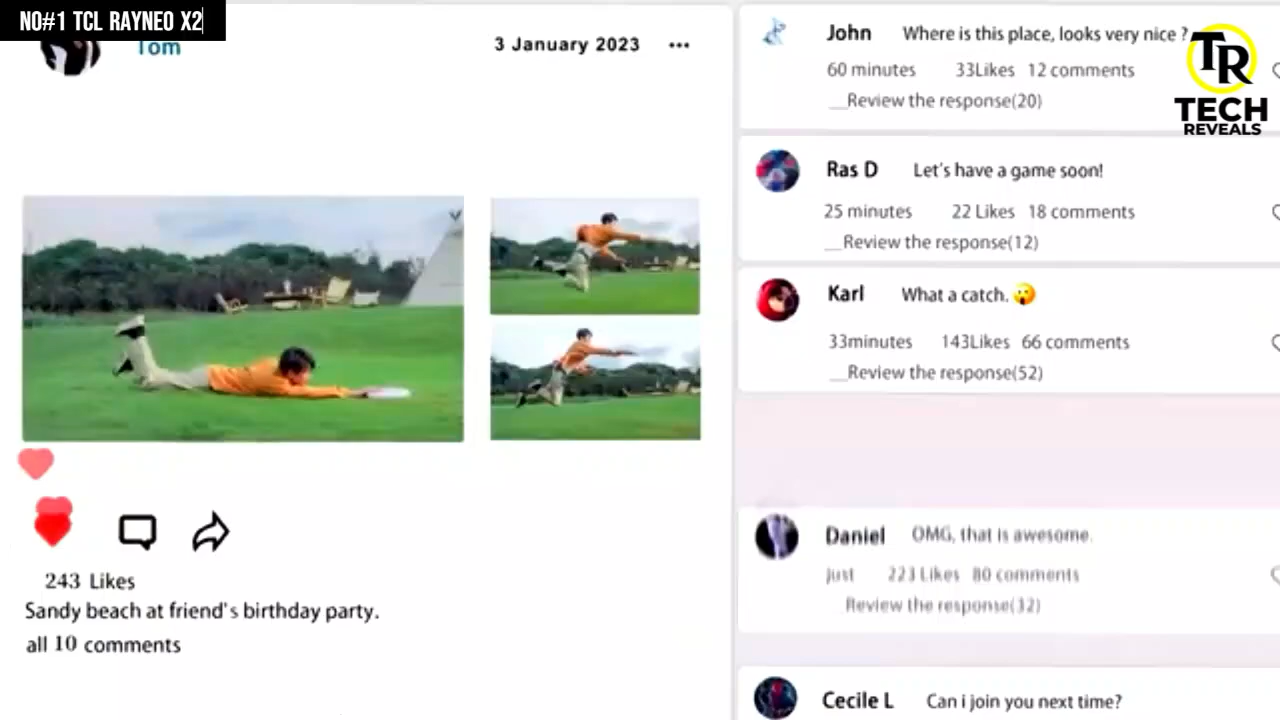 NO#1 TCL RAYNEO X2
Tom
3 January 2023
243 Likes
Sandy beach at friend's birthday party.
all 10 comments
John Where is this place, looks very nice ?
60 minutes 33Likes 12 comments
__Review the response(20)
Ras D Let's have a game soon!
25 minutes 22 Likes 18 comments
__Review the response(12)
Karl What a catch. 😲
33minutes 143Likes 66 comments
__Review the response(52)
Daniel OMG, that is awesome.
Just 223 Likes 80 comments
Review the response(32)
Cecile L Can i join you next time?
TR
TECH
REVEALS